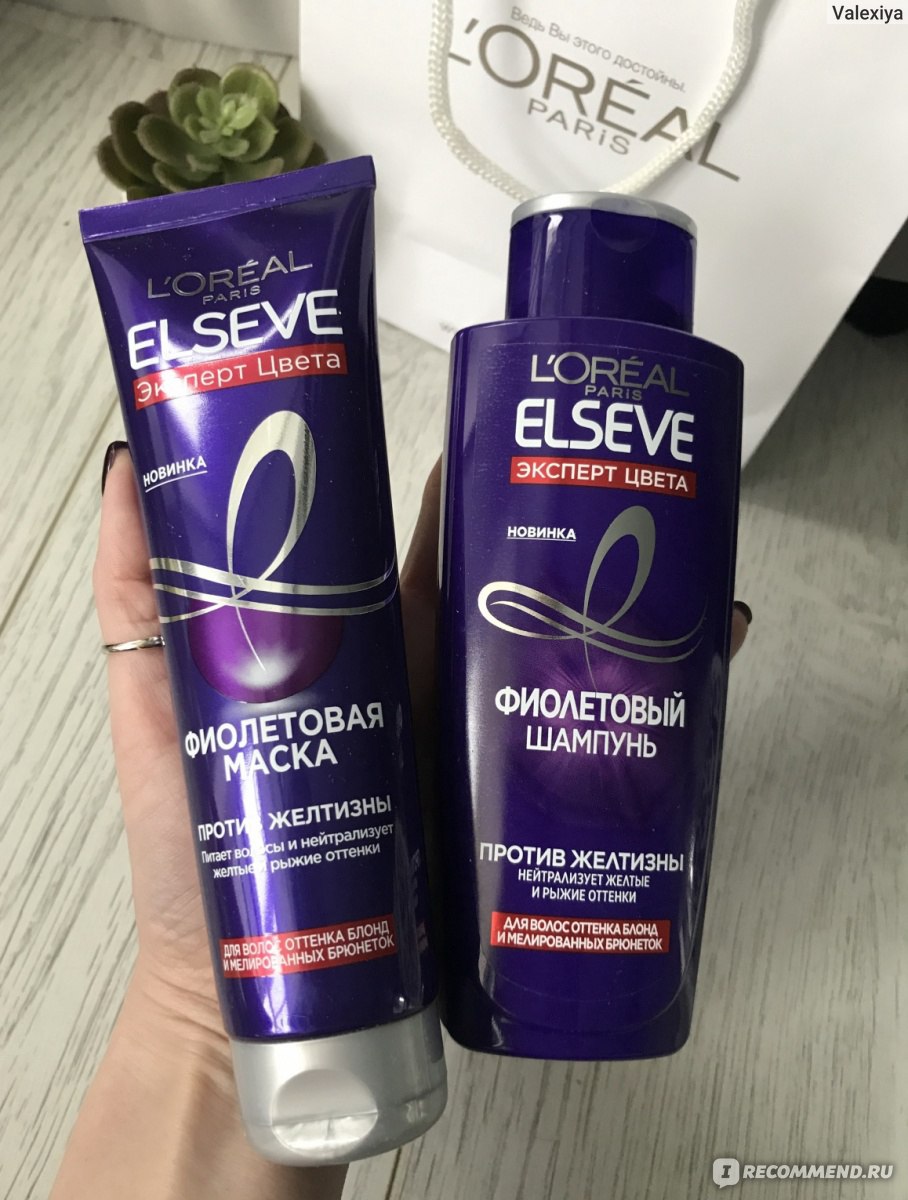 Valexiya
Ведь Вы этого достойны.
L'ORÉAL
PARIS
L'ORÉAL
PARIS
ELSEVE
Эксперт Цвета
НОВИНКА
ФИОЛЕТОВАЯ
МАСКА
ПРОТИВ ЖЕЛТИЗНЫ
Питает волосы и нейтрализует
желтые и рыжие оттенки
ДЛЯ ВОЛОС ОТТЕНКА БЛОНД
И МЕЛИРОВАННЫХ БРЮНЕТОК
L'ORÉAL
PARIS
ELSEVE
ЭКСПЕРТ ЦВЕТА
НОВИНКА
ФИОЛЕТОВЫЙ
ШАМПУНЬ
ПРОТИВ ЖЕЛТИЗНЫ
НЕЙТРАЛИЗУЕТ ЖЕЛТЫЕ
И РЫЖИЕ ОТТЕНКИ
ДЛЯ ВОЛОС ОТТЕНКА БЛОНД
И МЕЛИРОВАННЫХ БРЮНЕТОК
I RECOMMEND.RU